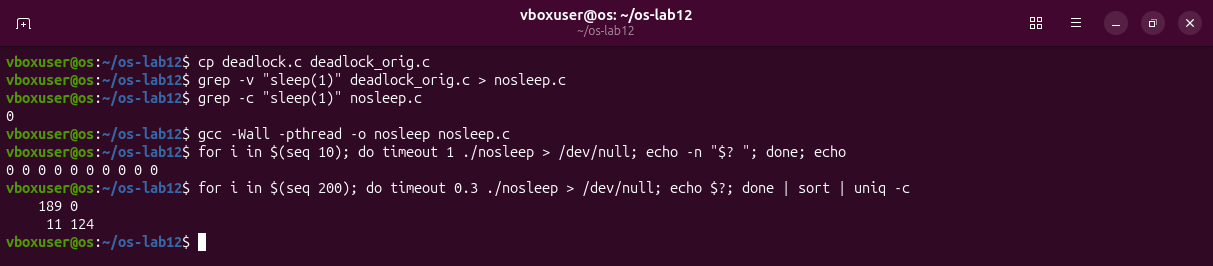 vboxuser@os: ~/os-lab12
~/os-lab12
vboxuser@os:~/os-lab12$ cp deadlock.c deadlock_orig.c
vboxuser@os:~/os-lab12$ grep -v "sleep(1)" deadlock_orig.c > nosleep.c
vboxuser@os:~/os-lab12$ grep -c "sleep(1)" nosleep.c
0
vboxuser@os:~/os-lab12$ gcc -Wall -pthread -o nosleep nosleep.c
vboxuser@os:~/os-lab12$ for i in $(seq 10); do timeout 1 ./nosleep > /dev/null; echo -n "$? "; done; echo
0 0 0 0 0 0 0 0 0 0
vboxuser@os:~/os-lab12$ for i in $(seq 200); do timeout 0.3 ./nosleep > /dev/null; echo $?; done | sort | uniq -c
    189 0
     11 124
vboxuser@os:~/os-lab12$